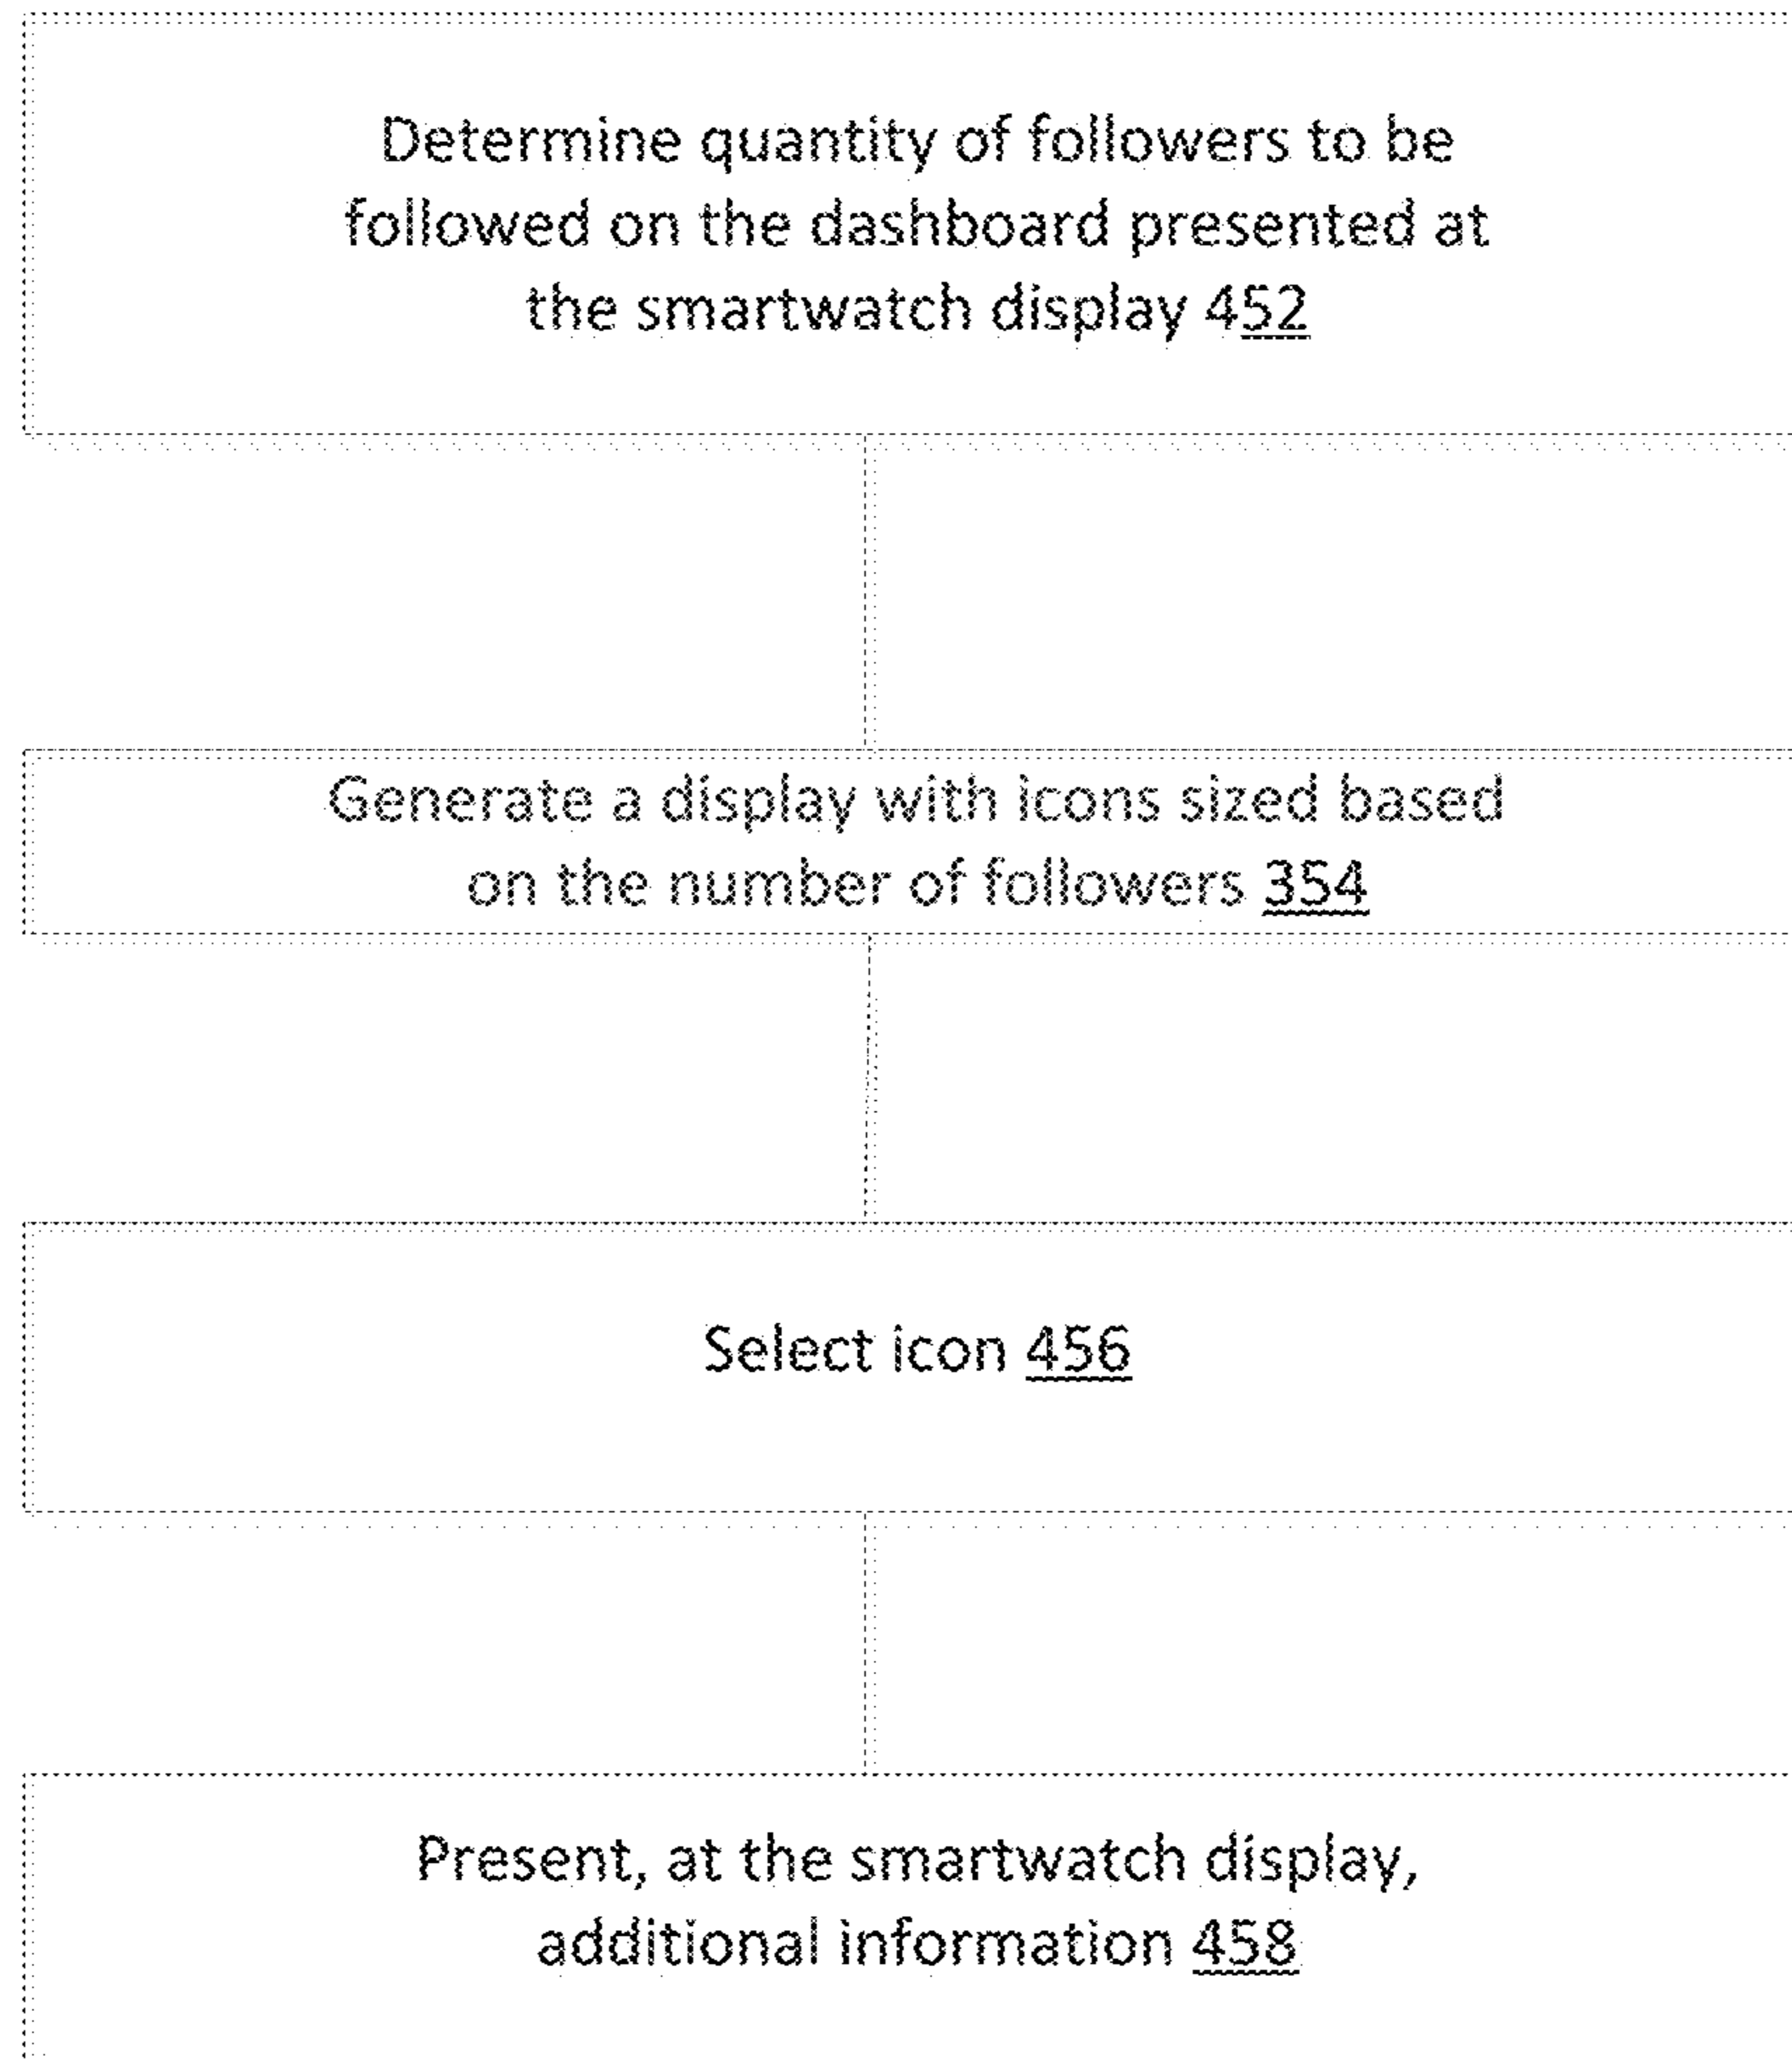 Determine quantity of followers to be
followed on the dashboard presented at
the smartwatch display 452
Generate a display with icons sized based
on the number of followers 354
Select icon 456
Present, at the smartwatch display,
additional information 458